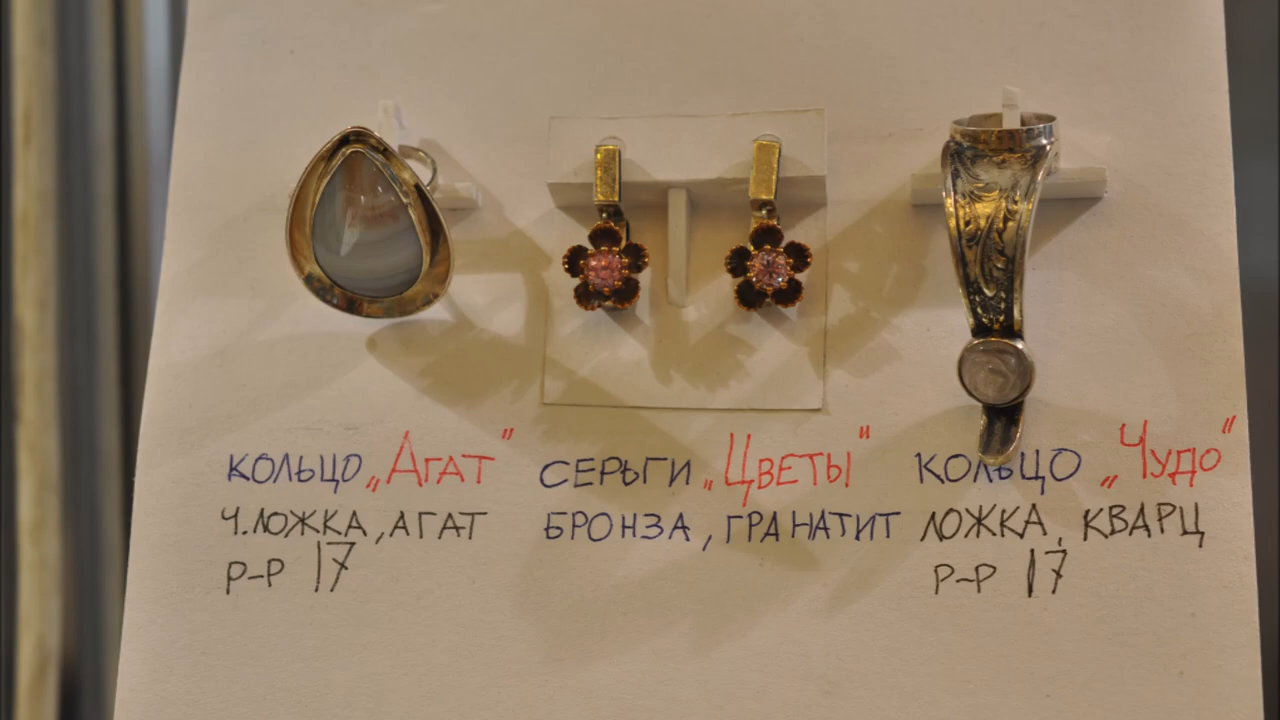 КОЛЬЦО „АГАТ"
Ч.ЛОЖКА, АГАТ
Р-Р 17
СЕРЬГИ „ЦВЕТЫ"
БРОНЗА, ГРАНАТИТ
КОЛЬЦО „ЧУДО"
ЛОЖКА, КВАРЦ
Р-Р 17